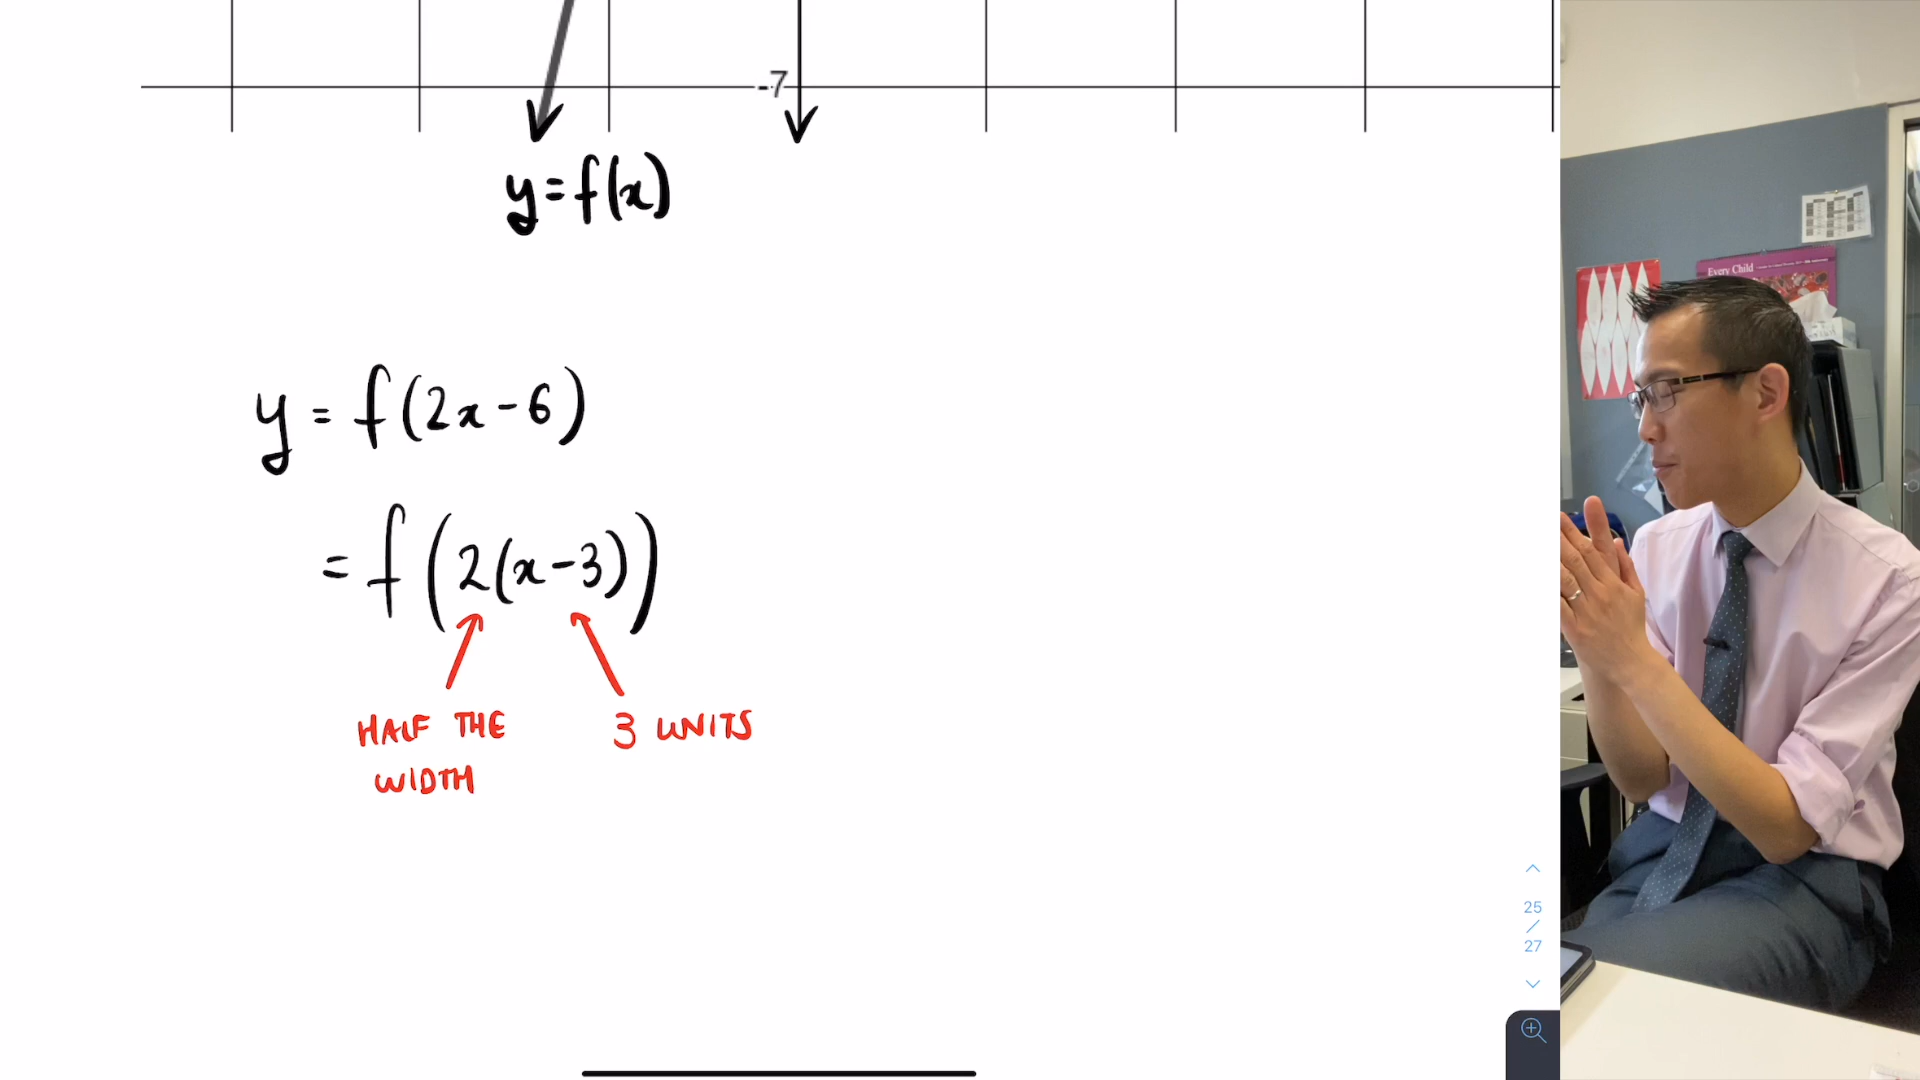 -7
y=f(x)
y = f(2x-6)
= f(2(x-3))
HALF THE
WIDTH
3 UNITS
Every Child
25
/
27